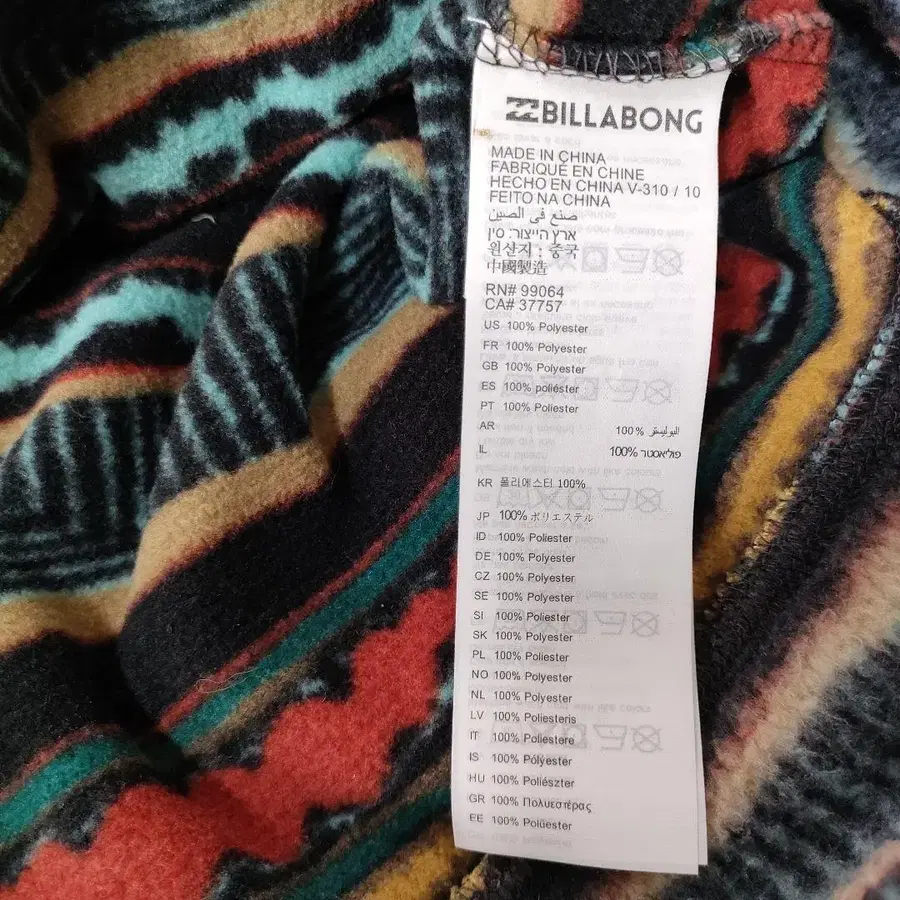 BILLABONG
MADE IN CHINA
FABRIQUÉ EN CHINE
HECHO EN CHINA V-310 / 10
FEITO NA CHINA
صنع في الصين
ארץ הייצור: סין
원산지 : 중국
中國製造
RN# 99064
CA# 37757
US 100% Polyester
FR 100% Polyester
GB 100% Polyester
ES 100% poliéster
PT 100% Poliester
AR 100% البوليستر
IL 100% פוליאסטר
KR 폴리에스터 100%
JP 100% ポリエステル
ID 100% Poliester
DE 100% Polyester
CZ 100% Polyester
SE 100% Polyester
SI 100% Poliester
SK 100% Polyester
PL 100% Poliester
NO 100% Polyester
NL 100% Polyester
LV 100% Poliesteris
IT 100% Poliestere
IS 100% Pólýester
HU 100% Poliészter
GR 100% Πολυεστέρας
EE 100% Polüester